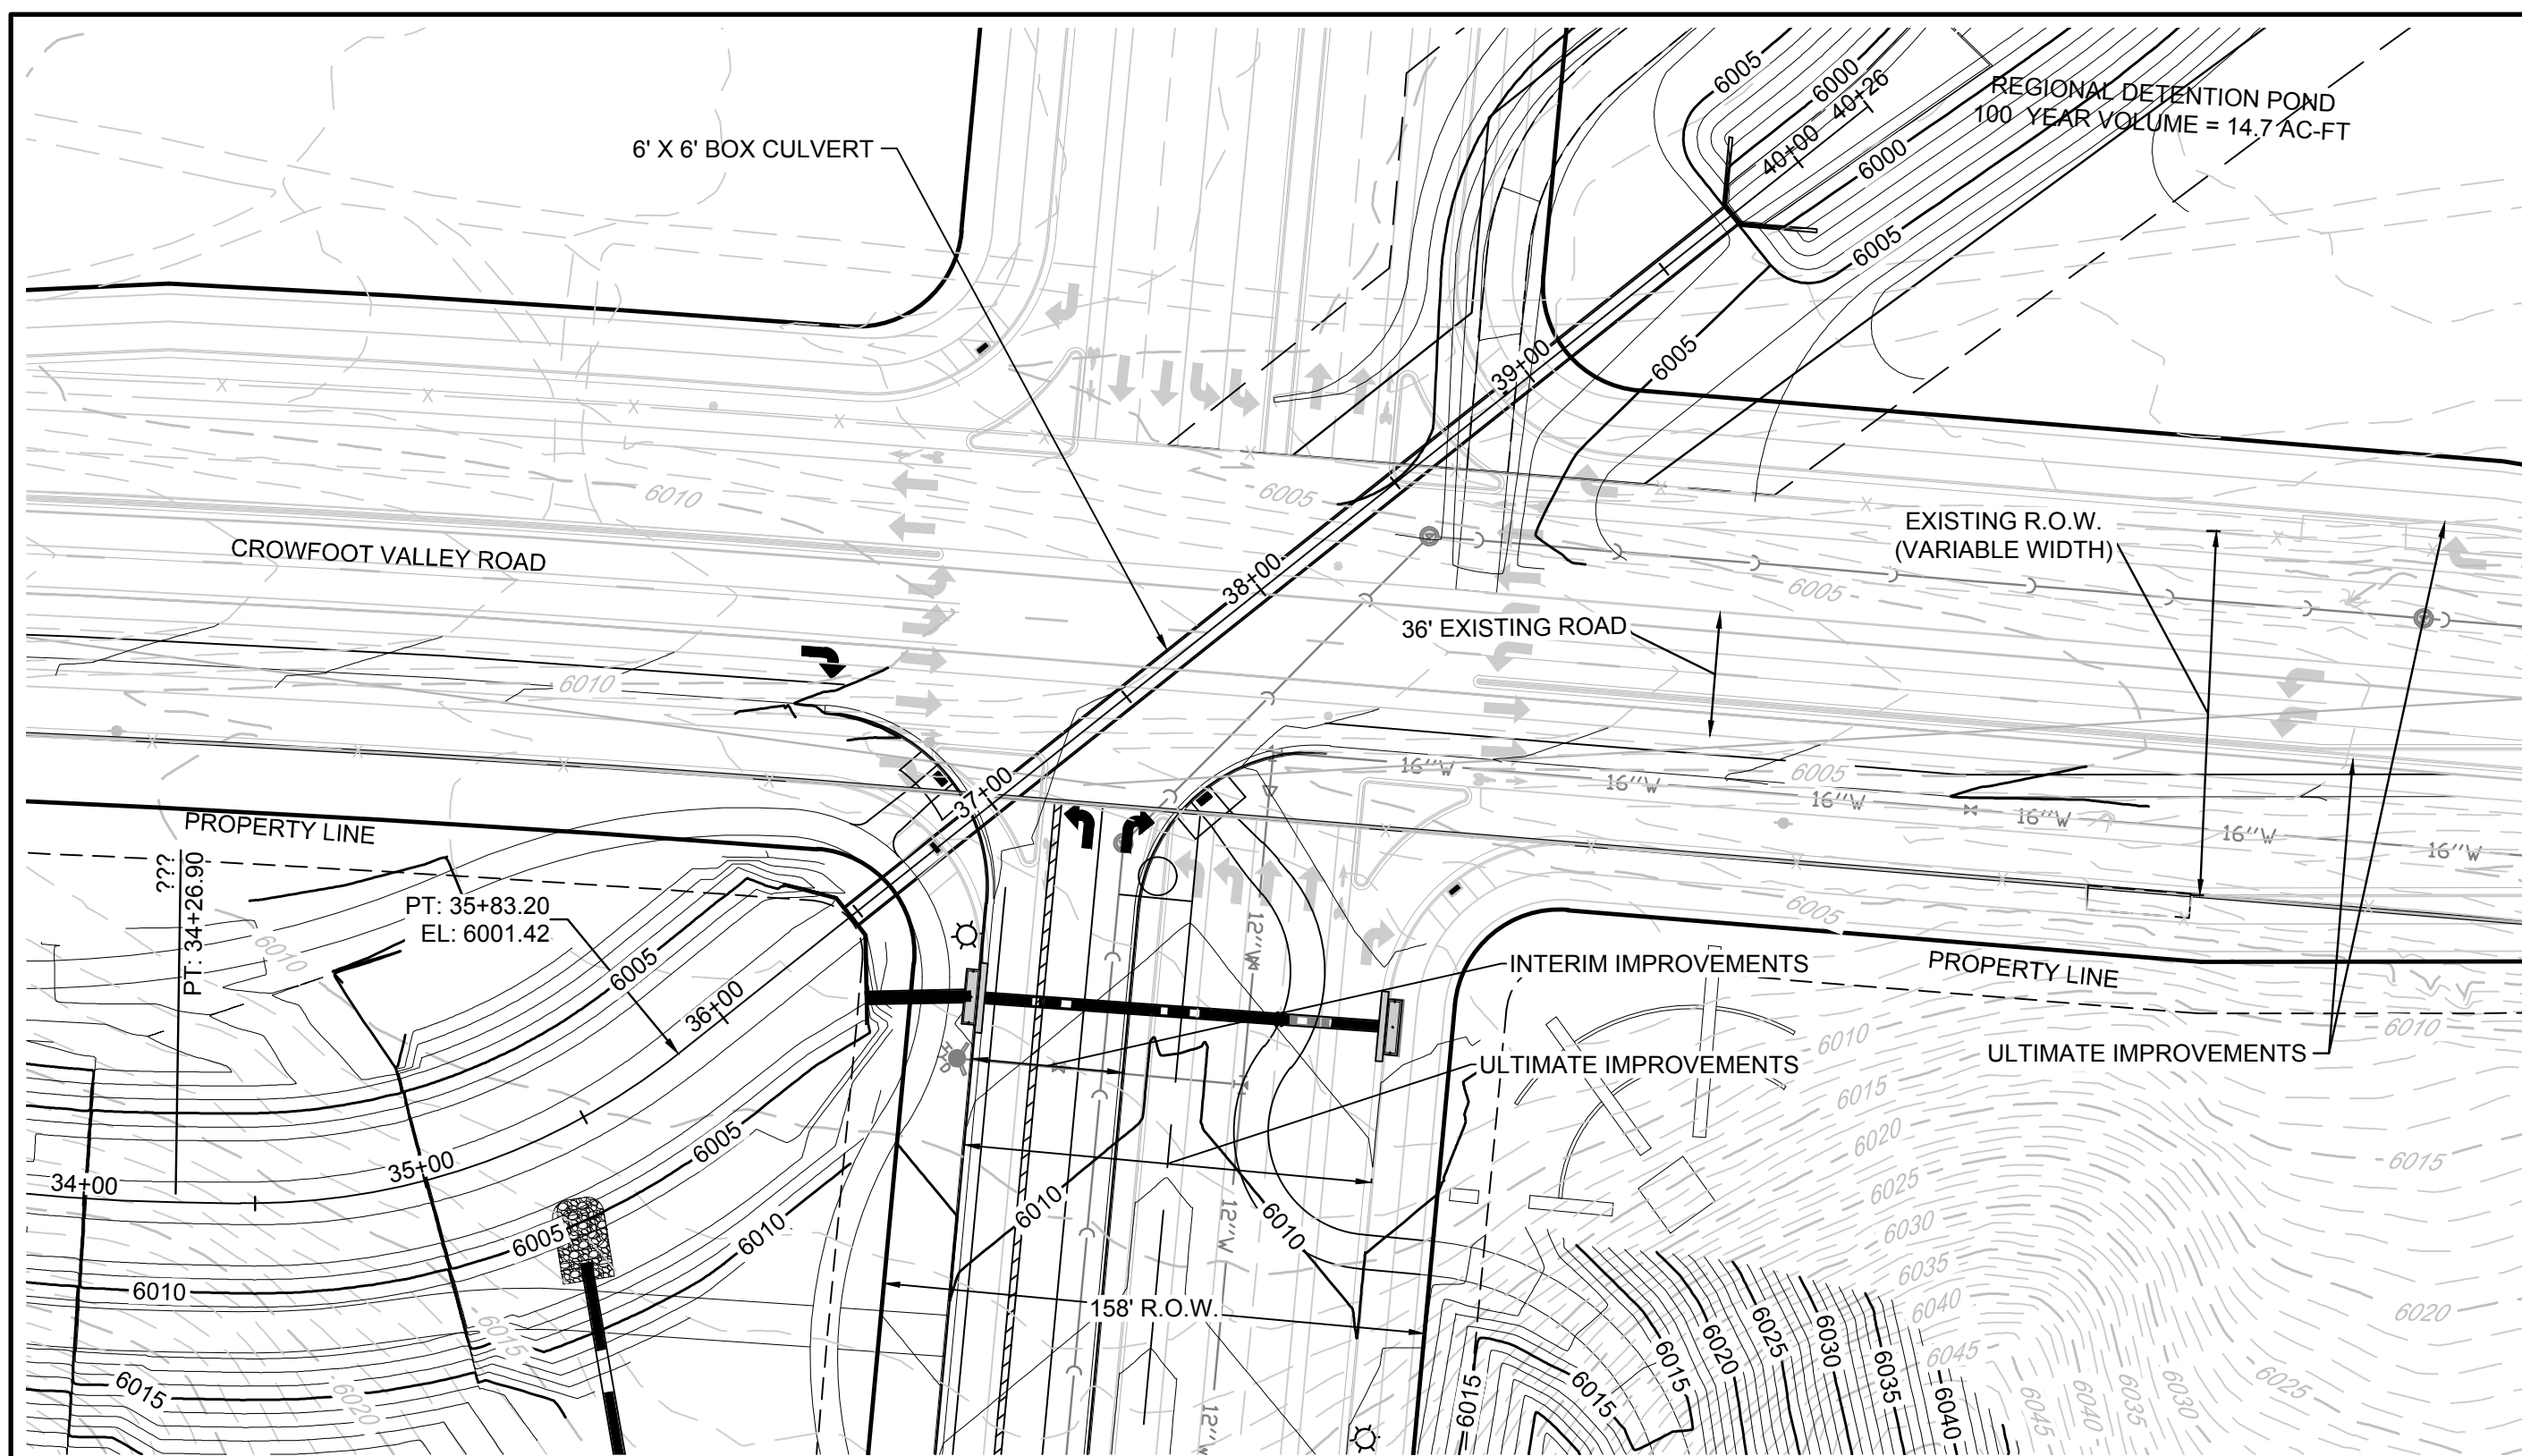 6005
6000
40+26
REGIONAL DETENTION POND
100 YEAR VOLUME = 14.7 AC-FT
40+00
6000
6005
6' X 6' BOX CULVERT
39+00
6005
6010
6005
EXISTING R.O.W.
(VARIABLE WIDTH)
CROWFOOT VALLEY ROAD
38+00
6005
36' EXISTING ROAD
6010
37+00
16"W
16"W
6005
16"W
16"W
16"W
16"W
PROPERTY LINE
???
PT: 34+26.90
PT: 35+83.20
EL: 6001.42
6010
6005
36+00
12"W
6005
INTERIM IMPROVEMENTS
PROPERTY LINE
6010
6010
ULTIMATE IMPROVEMENTS
ULTIMATE IMPROVEMENTS
6015
6020
6015
6025
6030
6035
6040
6045
6020
6025
34+00
35+00
6005
6005
6010
6010
6010
12"W
6010
158' R.O.W.
6015
6015
6020
6015
6015
6015
6020
6025
6030
6035
6040
6045
6040
6035
6030
12"W